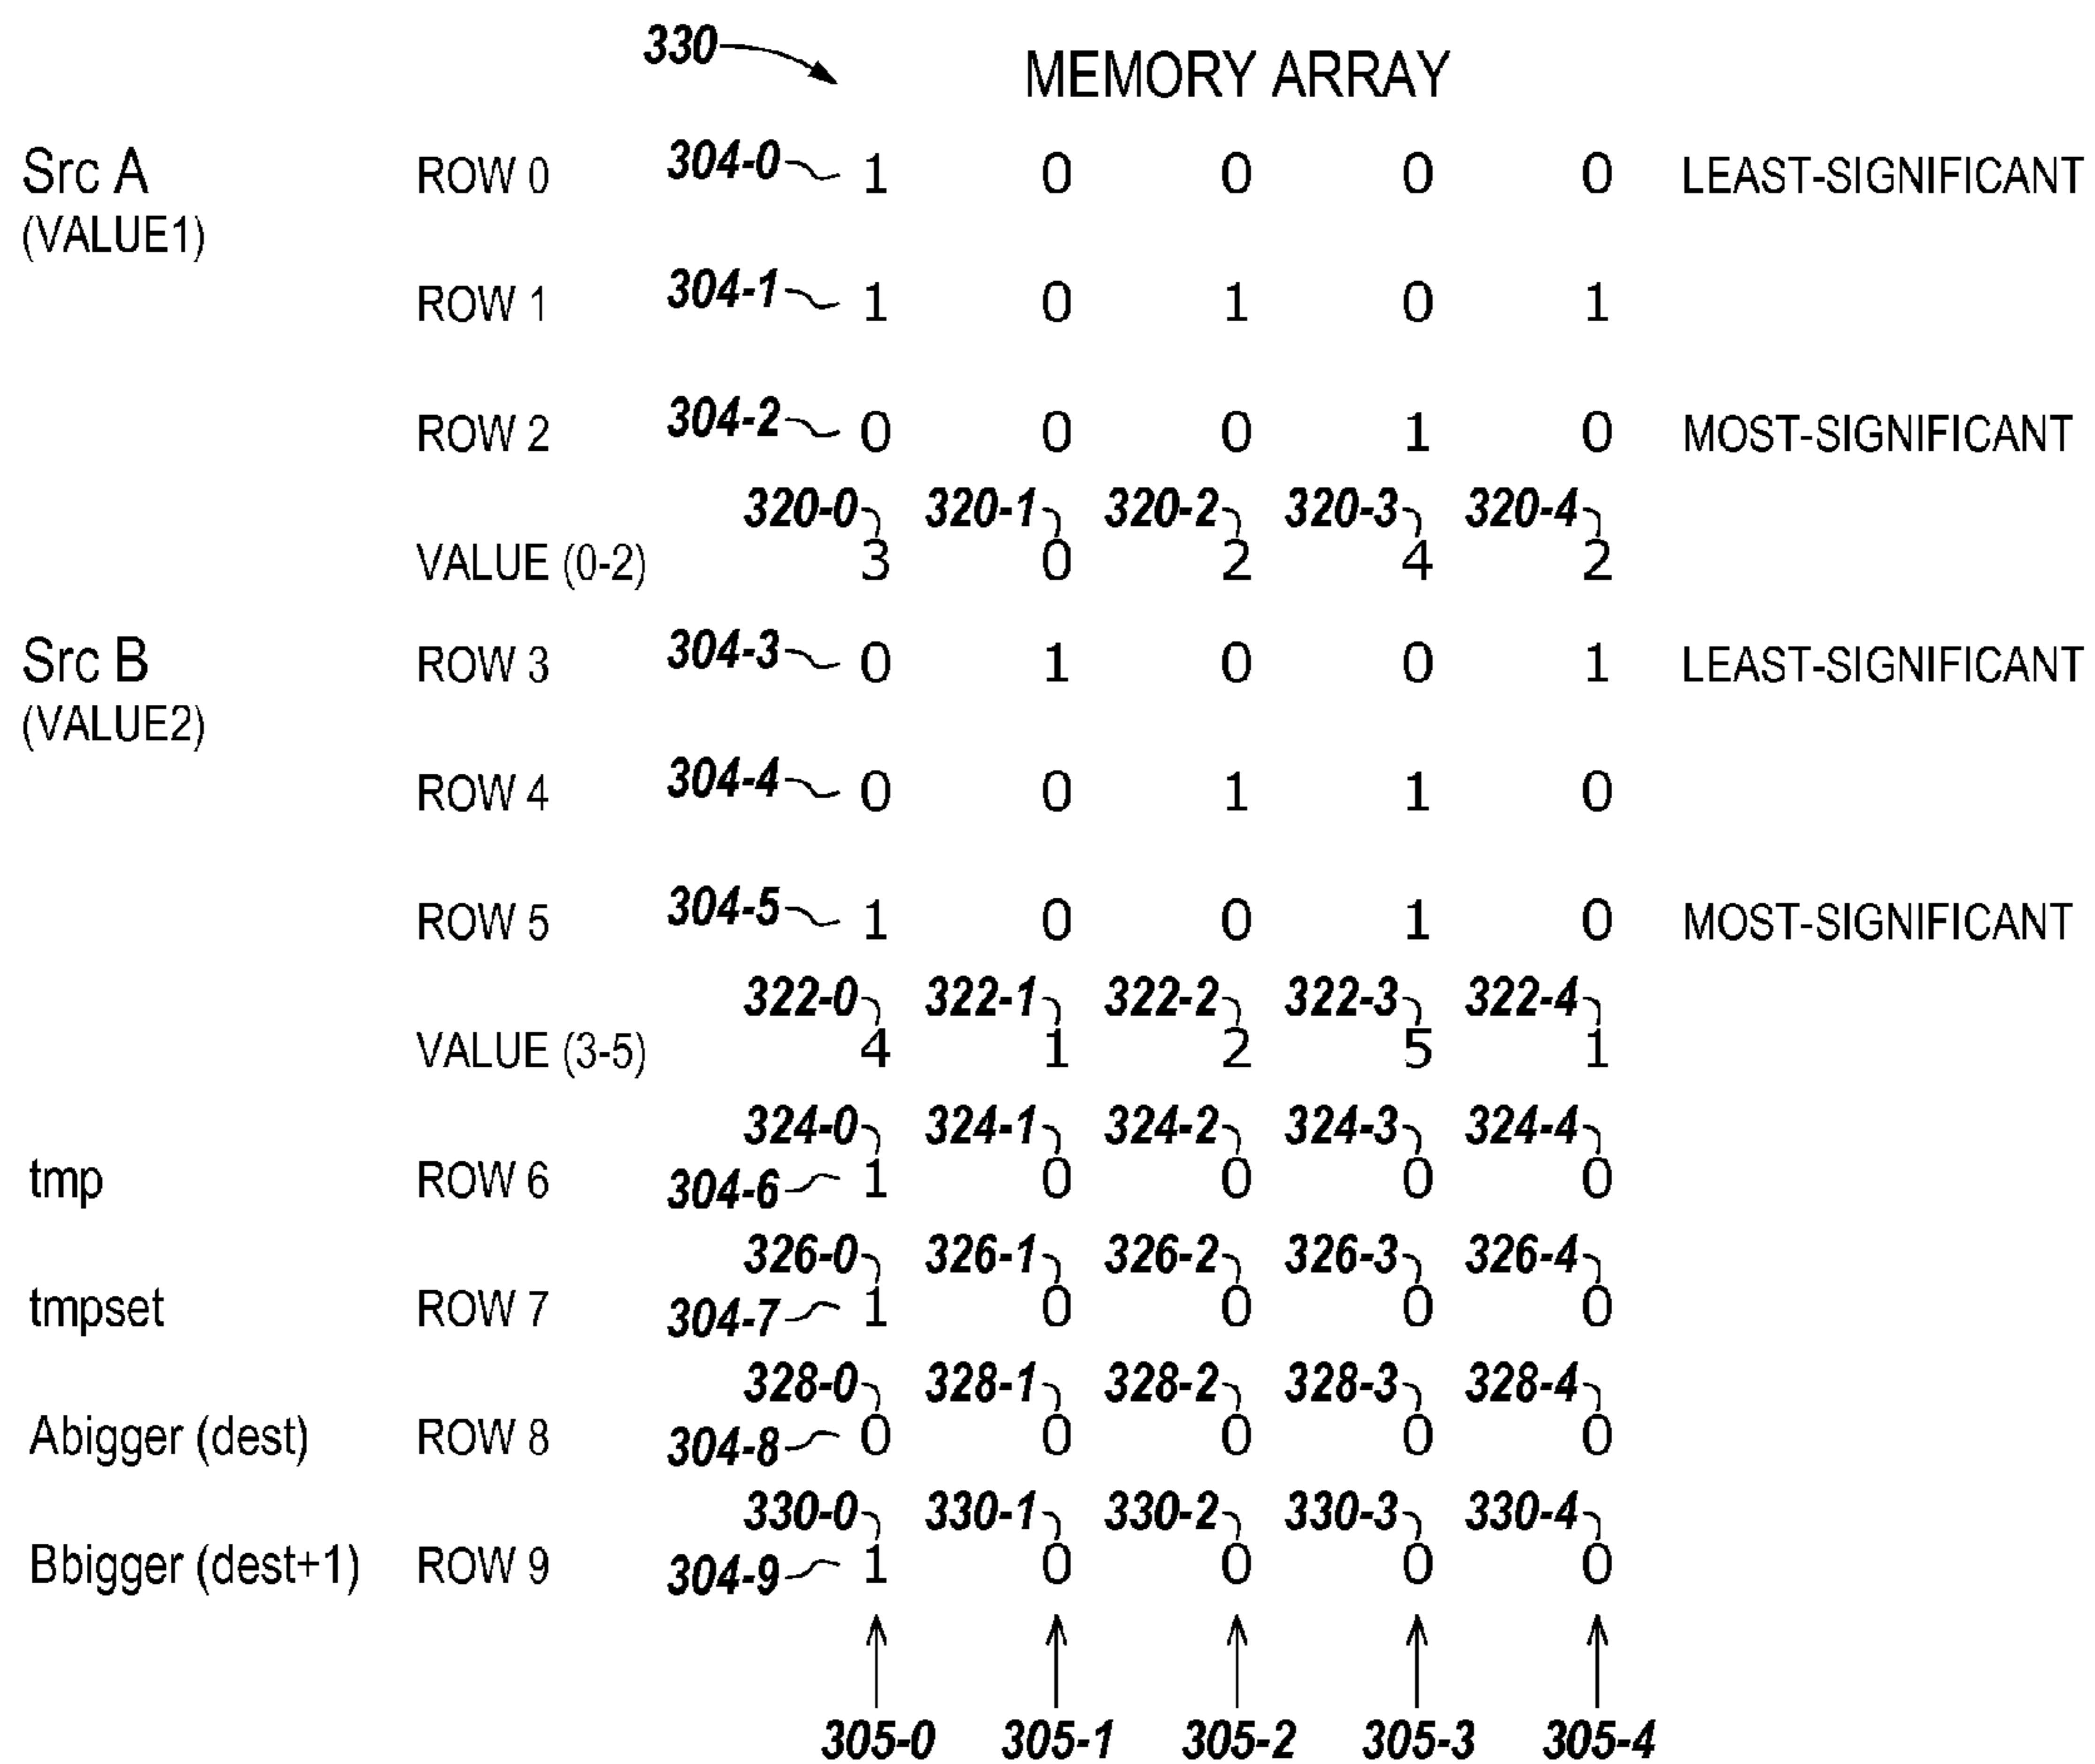 330 MEMORY ARRAY
Src A ROW 0 304-0 1 0 0 0 0 LEAST-SIGNIFICANT
(VALUE1)
ROW 1 304-1 1 0 1 0 1
ROW 2 304-2 0 0 0 1 0 MOST-SIGNIFICANT
320-0 320-1 320-2 320-3 320-4
VALUE (0-2) 3 0 2 4 2
Src B ROW 3 304-3 0 1 0 0 1 LEAST-SIGNIFICANT
(VALUE2)
ROW 4 304-4 0 0 1 1 0
ROW 5 304-5 1 0 0 1 0 MOST-SIGNIFICANT
322-0 322-1 322-2 322-3 322-4
VALUE (3-5) 4 1 2 5 1
324-0 324-1 324-2 324-3 324-4
tmp ROW 6 304-6 1 0 0 0 0
326-0 326-1 326-2 326-3 326-4
tmpset ROW 7 304-7 1 0 0 0 0
328-0 328-1 328-2 328-3 328-4
Abigger (dest) ROW 8 304-8 0 0 0 0 0
330-0 330-1 330-2 330-3 330-4
Bbigger (dest+1) ROW 9 304-9 1 0 0 0 0
305-0 305-1 305-2 305-3 305-4